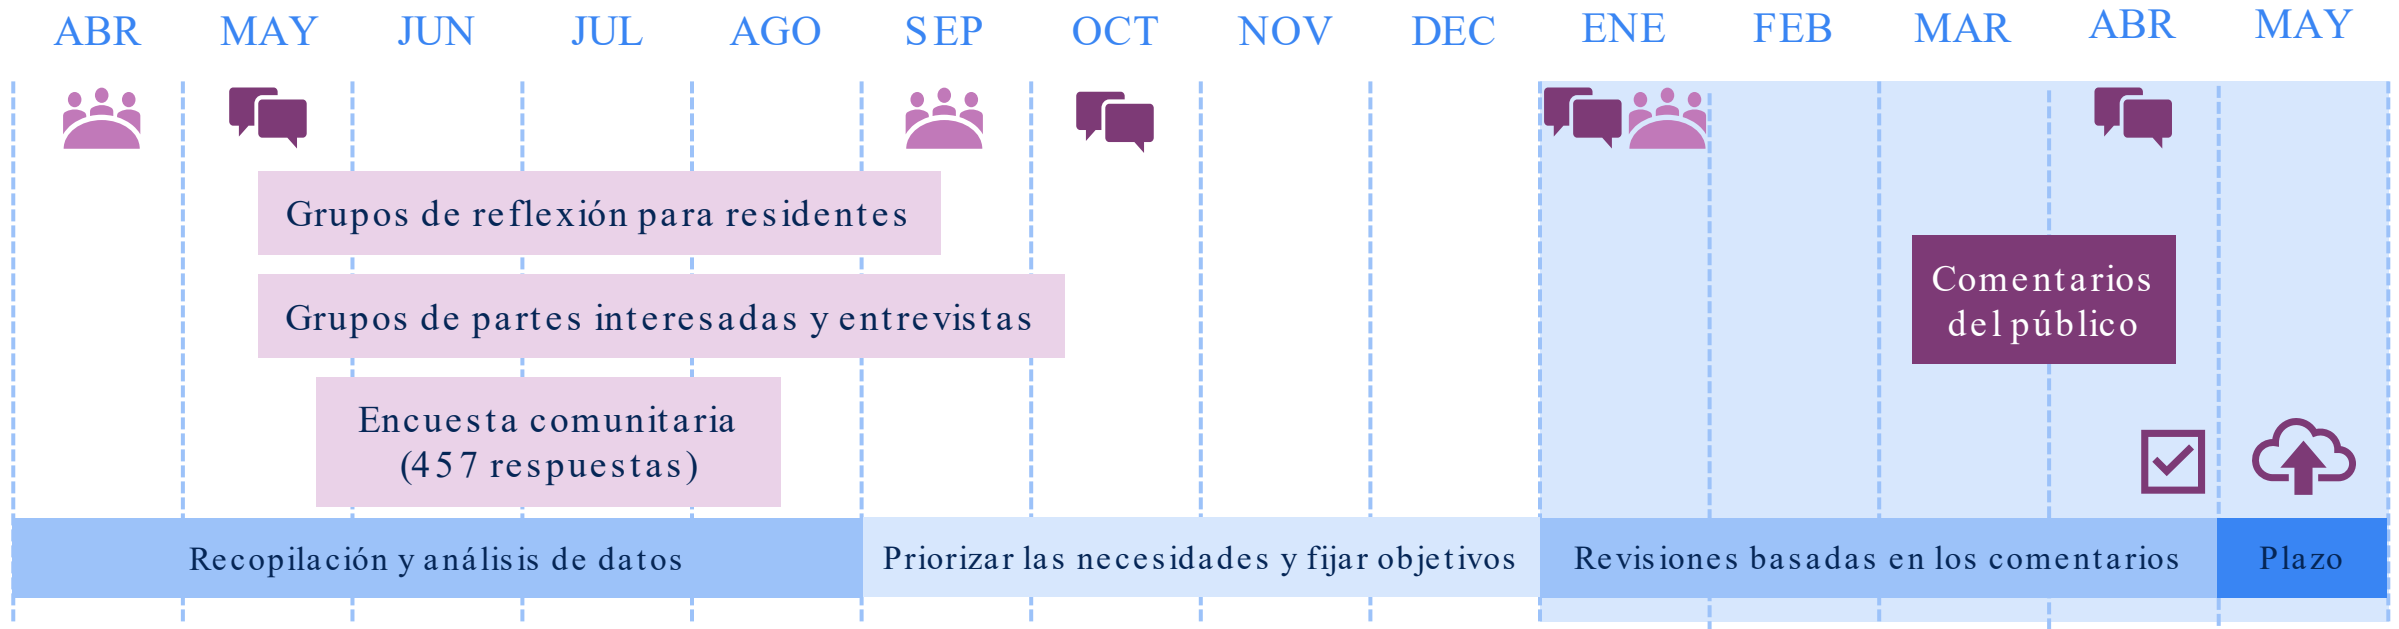 ABR MAY JUN JUL AGO SEP OCT NOV DEC ENE FEB MAR ABR MAY
Grupos de reflexión para residentes
Grupos de partes interesadas y entrevistas
Comentarios
del público
Encuesta comunitaria
(457 respuestas)
Recopilación y análisis de datos
Priorizar las necesidades y fijar objetivos
Revisiones basadas en los comentarios
Plazo